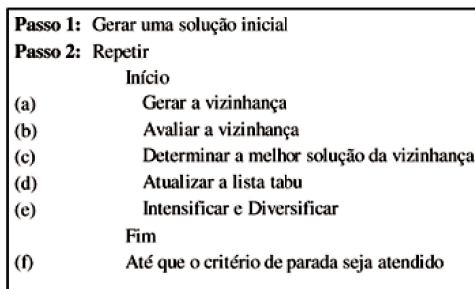 Passo 1: Gerar uma solução inicial
Passo 2: Repetir
Início
(a) Gerar a vizinhança
(b) Avaliar a vizinhança
(c) Determinar a melhor solução da vizinhança
(d) Atualizar a lista tabu
(e) Intensificar e Diversificar
Fim
(f) Até que o critério de parada seja atendido